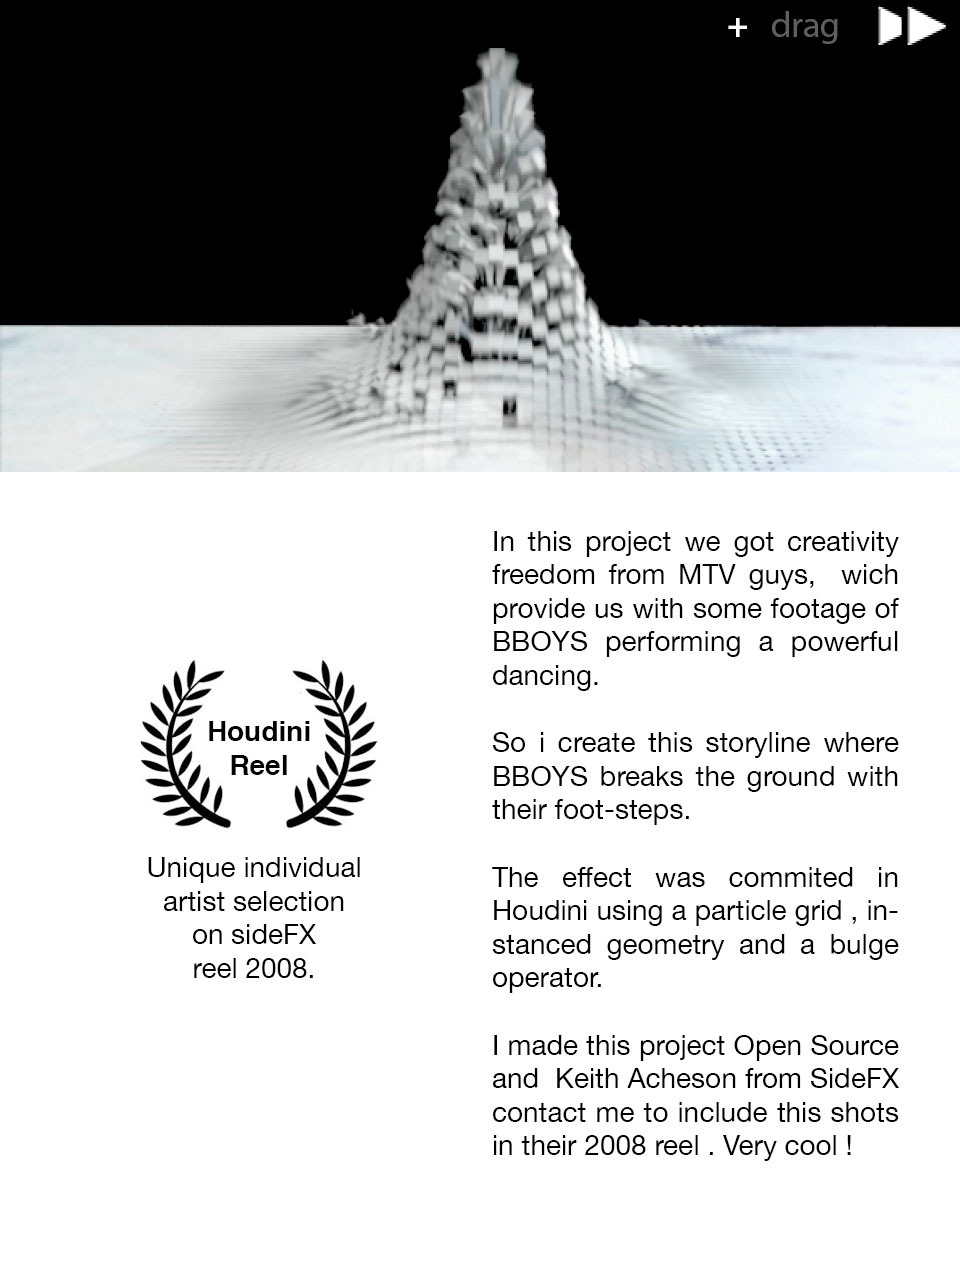 + drag
In this project we got creativity
freedom from MTV guys,  wich
provide us with some footage of
BBOYS performing a powerful
dancing.
So i create this storyline where
BBOYS breaks the ground with
their foot-steps.
The effect was commited in
Houdini using a particle grid , in-
stanced geometry and a bulge
operator.
I made this project Open Source
and  Keith Acheson from SideFX
contact me to include this shots
in their 2008 reel . Very cool !
Houdini
Reel
Unique individual
artist selection
on sideFX
reel 2008.